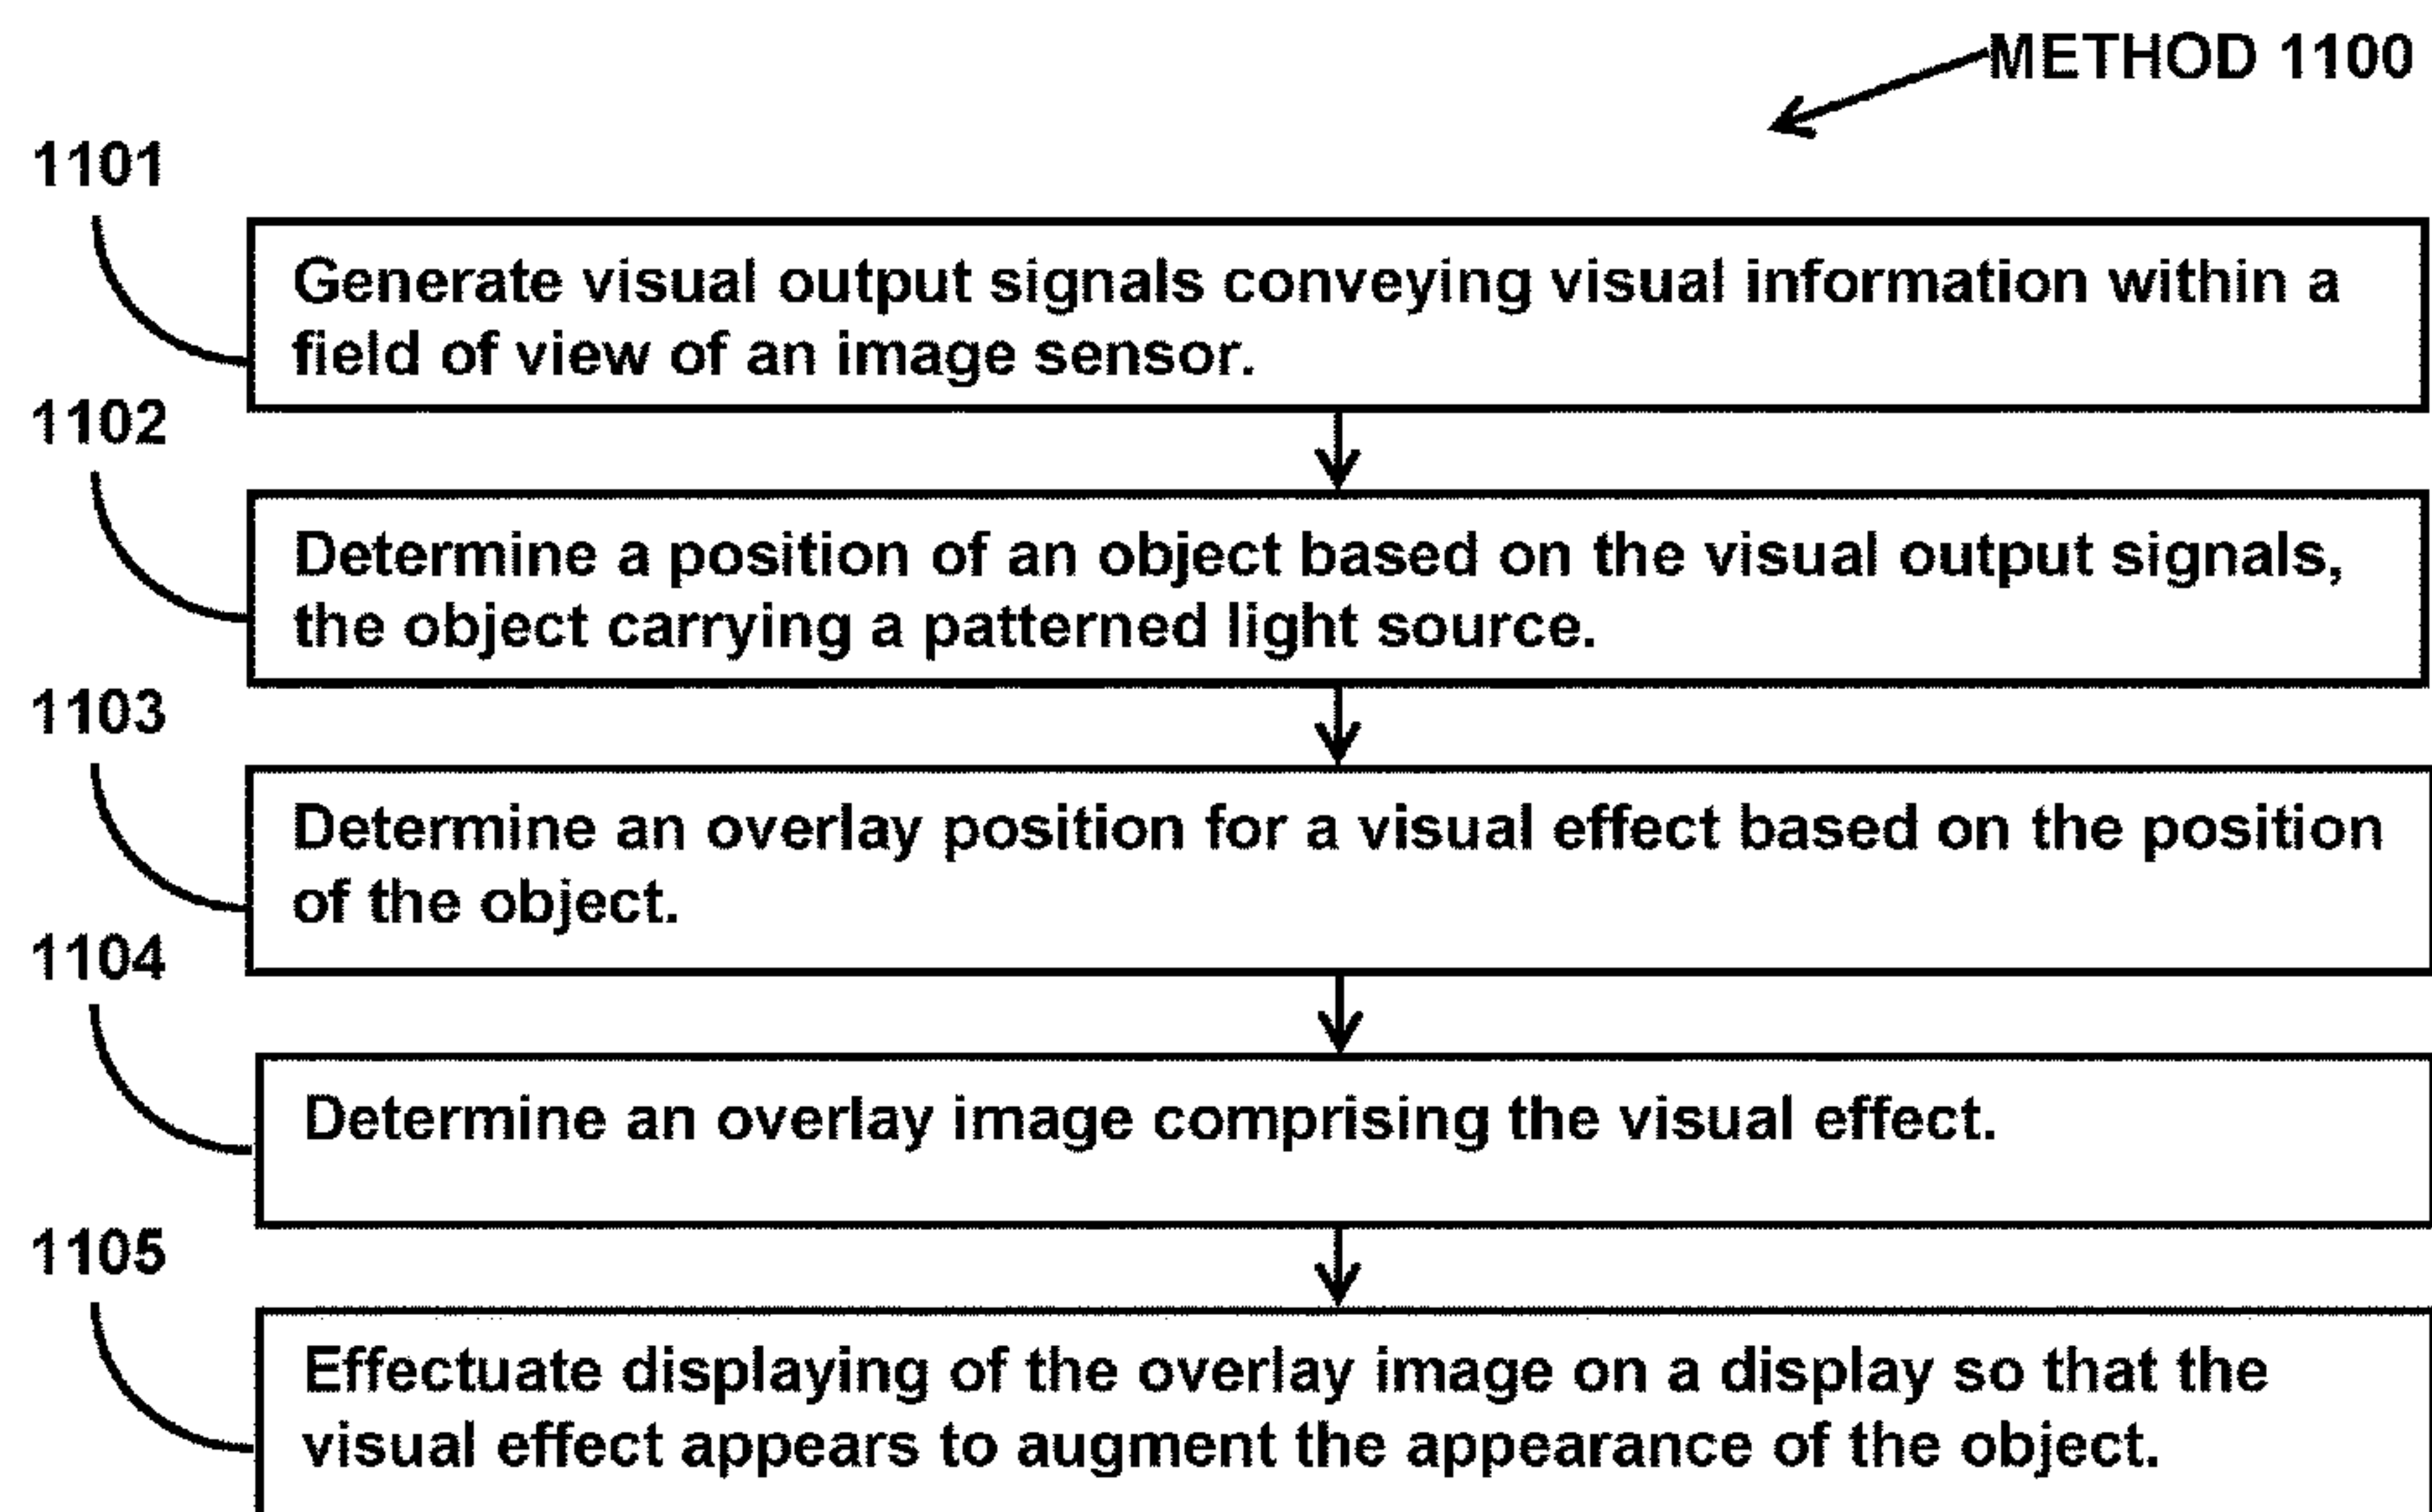 METHOD 1100
1101
Generate visual output signals conveying visual information within a
field of view of an image sensor.
1102
Determine a position of an object based on the visual output signals,
the object carrying a patterned light source.
1103
Determine an overlay position for a visual effect based on the position
of the object.
1104
Determine an overlay image comprising the visual effect.
1105
Effectuate displaying of the overlay image on a display so that the
visual effect appears to augment the appearance of the object.